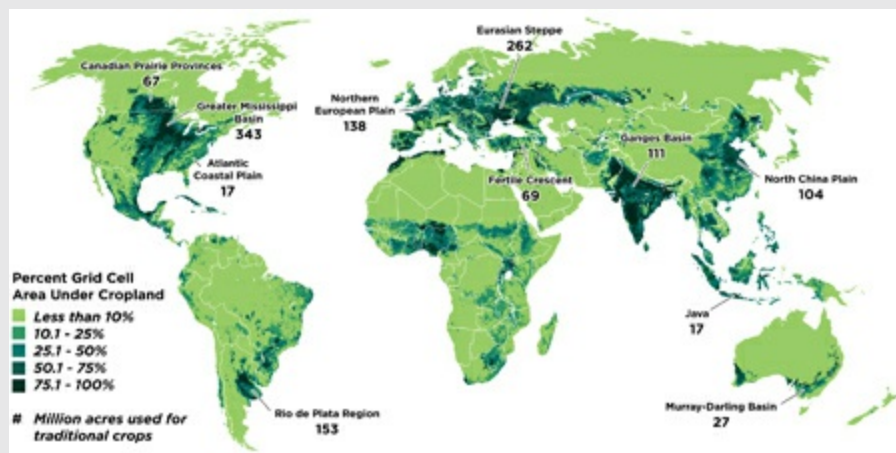 Eurasian Steppe
262
Canadian Prairie Provinces
67
Greater Mississippi
Basin
343
Northern
European Plain
138
Ganges Basin
111
Atlantic
Coastal Plain
17
Fertile Crescent
69
North China Plain
104
Percent Grid Cell
Area Under Cropland
Less than 10%
10.1 - 25%
25.1 - 50%
50.1 - 75%
75.1 - 100%
# Million acres used for
traditional crops
Java
17
Rio de Plata Region
153
Murray-Darling Basin
27